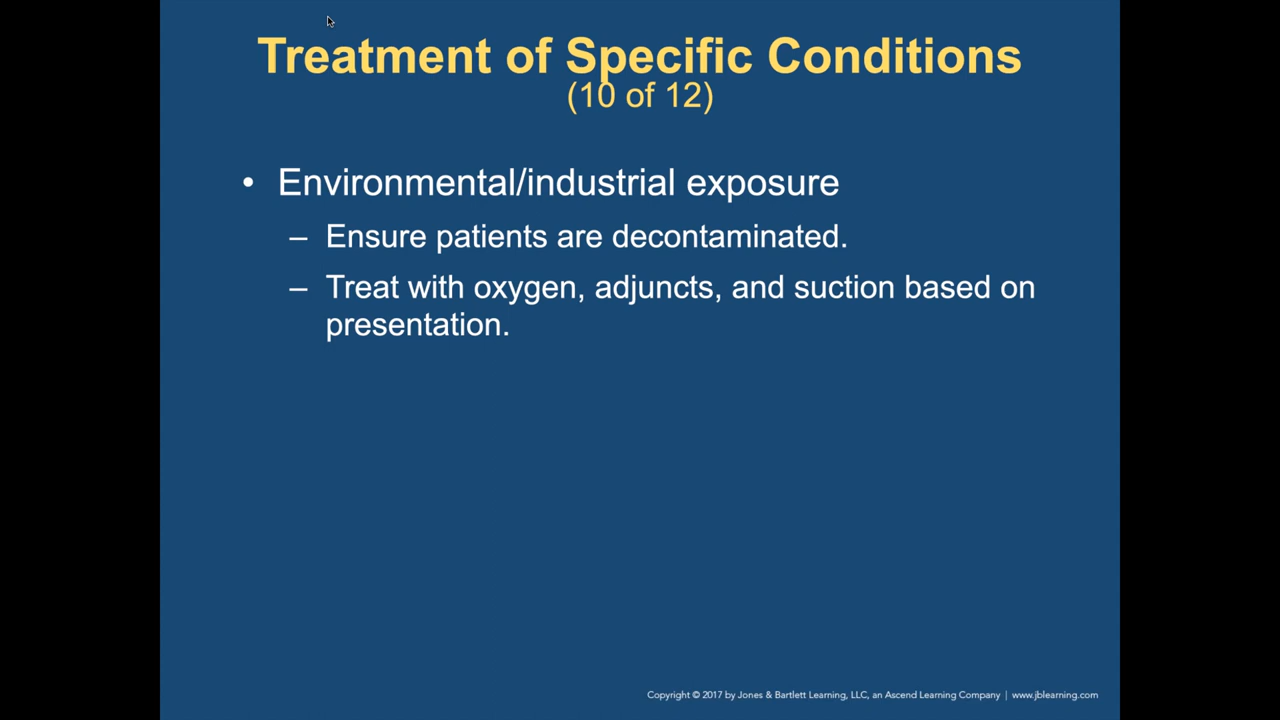 Treatment of Specific Conditions
(10 of 12)
• Environmental/industrial exposure
– Ensure patients are decontaminated.
– Treat with oxygen, adjuncts, and suction based on
presentation.
Copyright © 2017 by Jones & Bartlett Learning, LLC, an Ascend Learning Company | www.jblearning.com